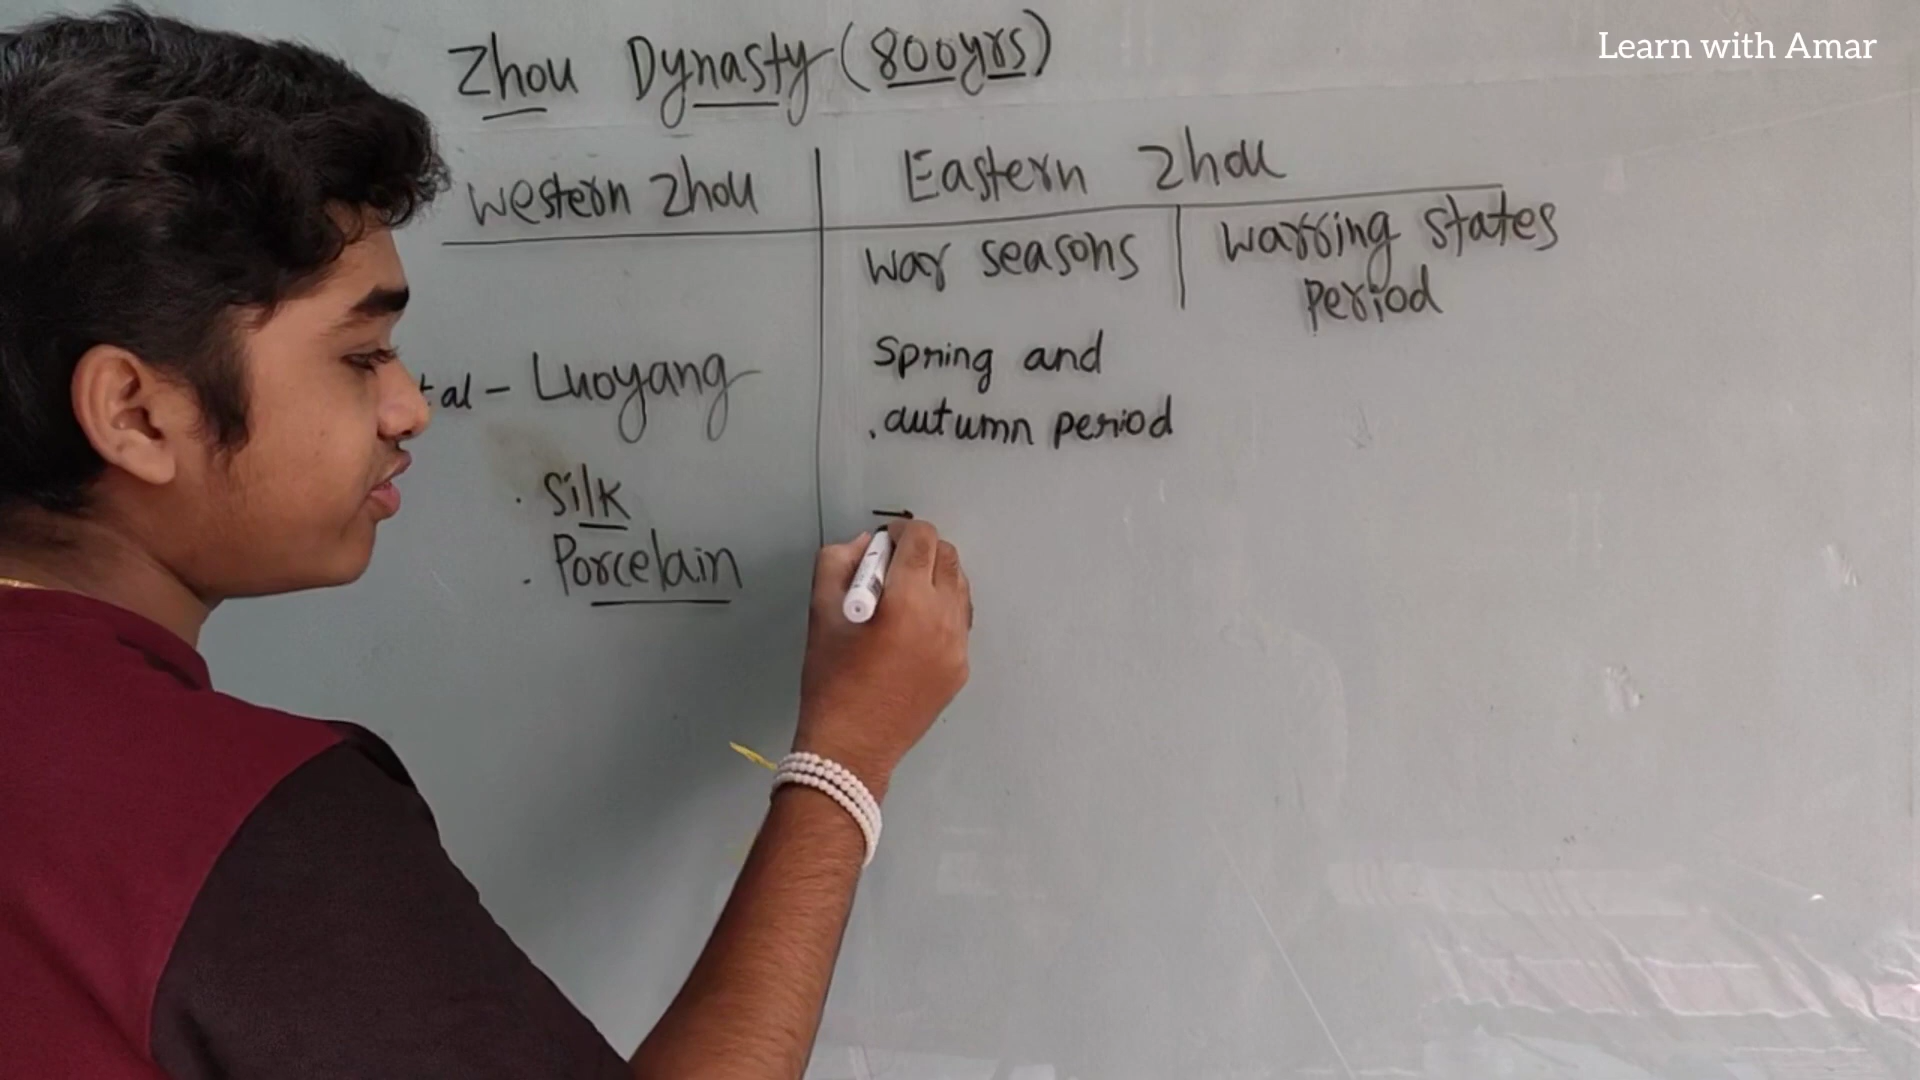 Learn with Amar
Zhou Dynasty (800yrs)
Western Zhou
Eastern Zhou
war seasons
warring states
period
Spring and
.autumn period
tal - Luoyang
. Silk
. Porcelain